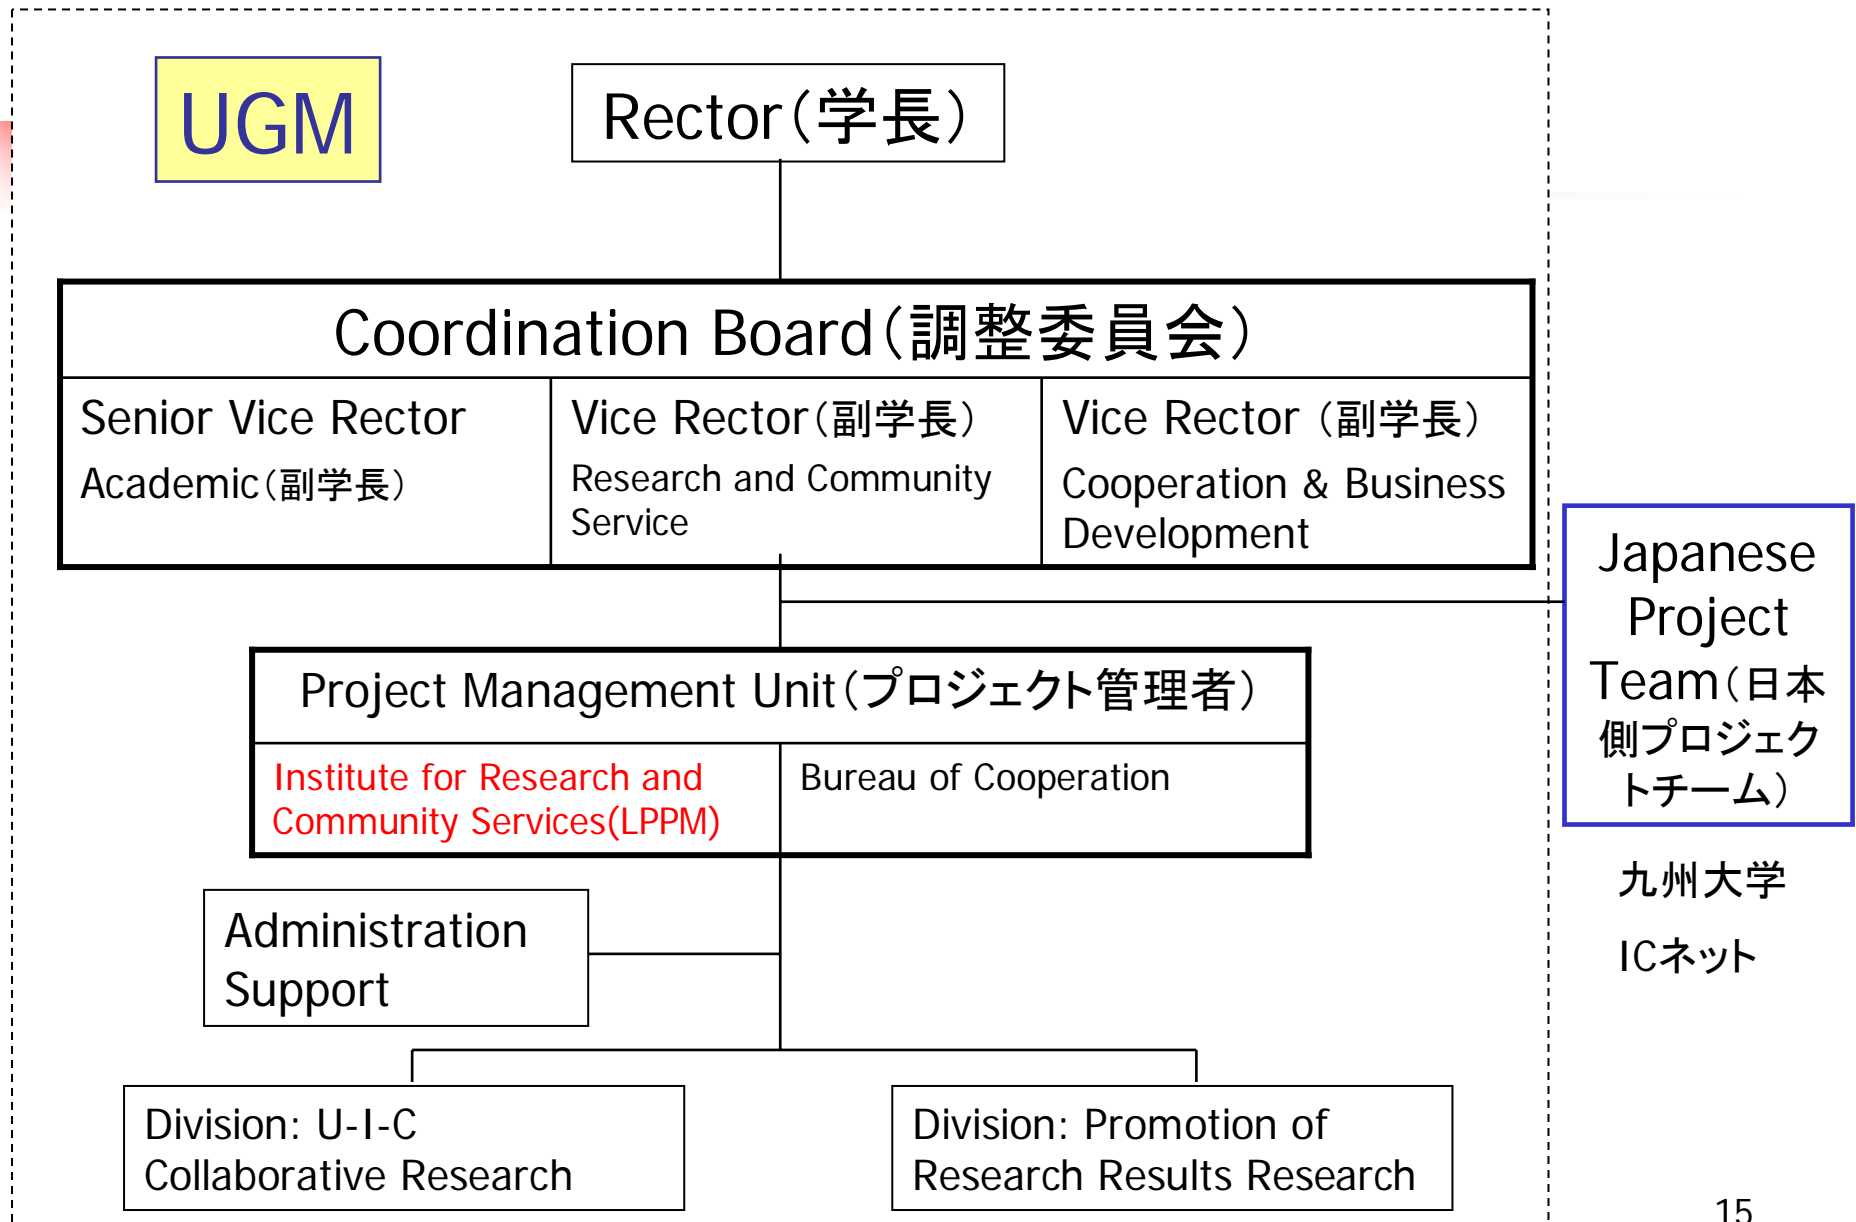 UGM
Rector（学長）
Coordination Board（調整委員会）
Senior Vice Rector
Academic（副学長）
Vice Rector（副学長）
Research and Community
Service
Vice Rector （副学長）
Cooperation & Business
Development
Japanese
Project
Team（日本
側プロジェク
トチーム）
Project Management Unit（プロジェクト管理者）
Institute for Research and
Community Services(LPPM)
Bureau of Cooperation
九州大学
ICネット
Administration
Support
Division: U-I-C
Collaborative Research
Division: Promotion of
Research Results Research
15